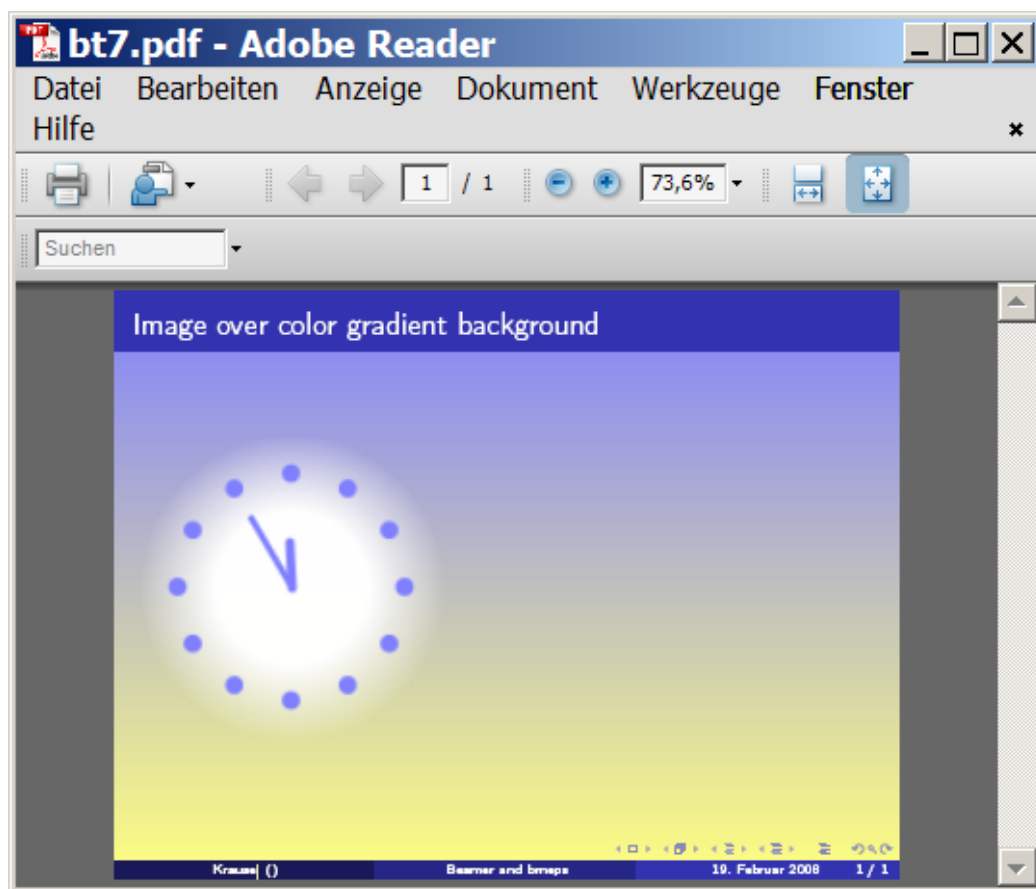 bt7.pdf - Adobe Reader
Datei Bearbeiten Anzeige Dokument Werkzeuge Fenster
Hilfe
1 / 1 73,6%
Suchen
Image over color gradient background
Krause () Beamer and bmeps 19. Februar 2008 1 / 1